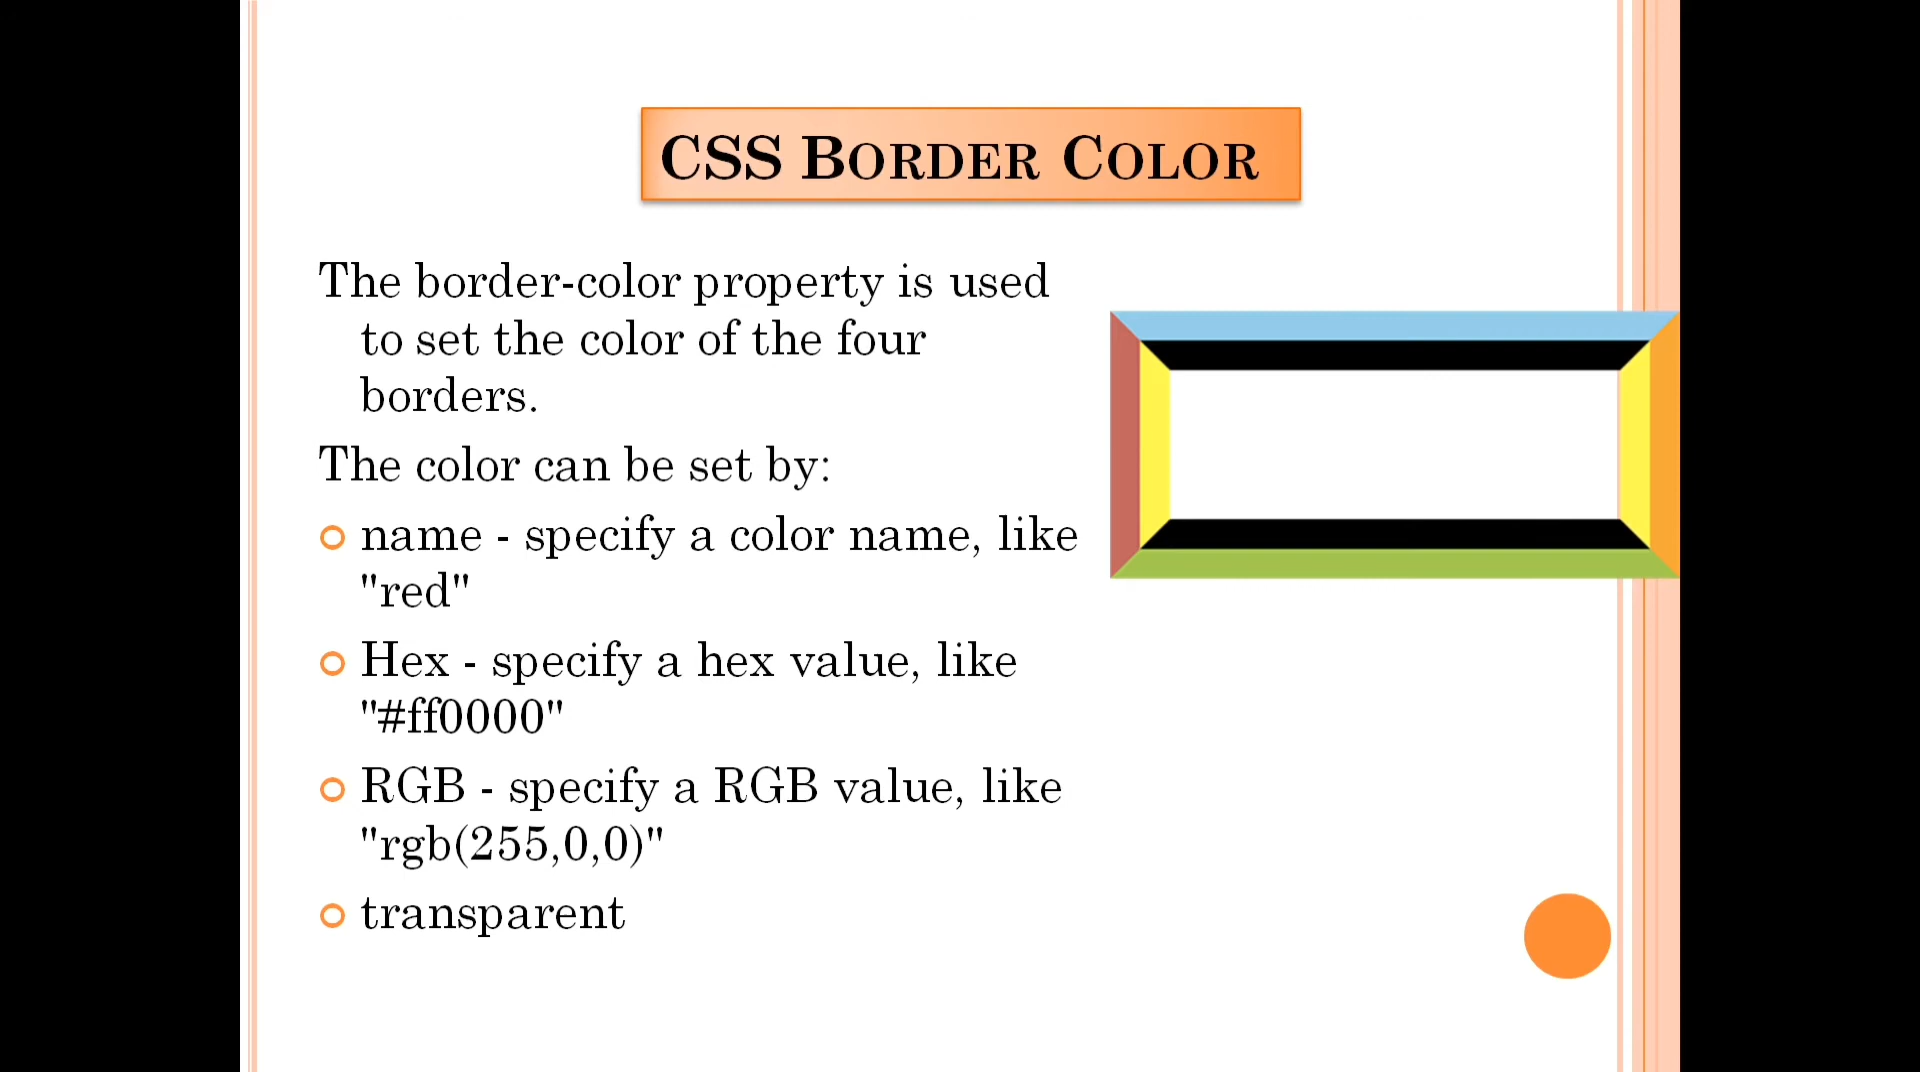 CSS BORDER COLOR
The border-color property is used
to set the color of the four
borders.
The color can be set by:
name - specify a color name, like
"red"
Hex - specify a hex value, like
"#ff0000"
RGB - specify a RGB value, like
"rgb(255,0,0)"
transparent